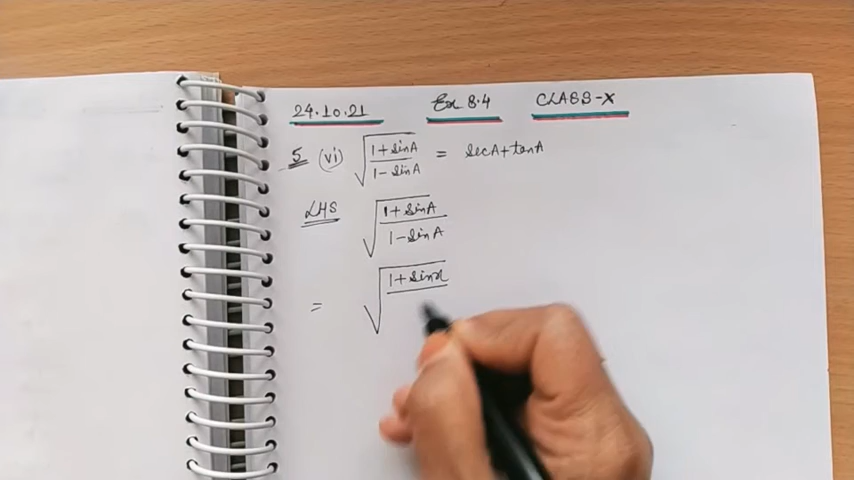 24.10.21 Ex 8.4 CLASS-X
5 (vi) √(1+sinA / 1-sinA) = secA+tanA
LHS √(1+sinA / 1-sinA)
= √(1+sinx